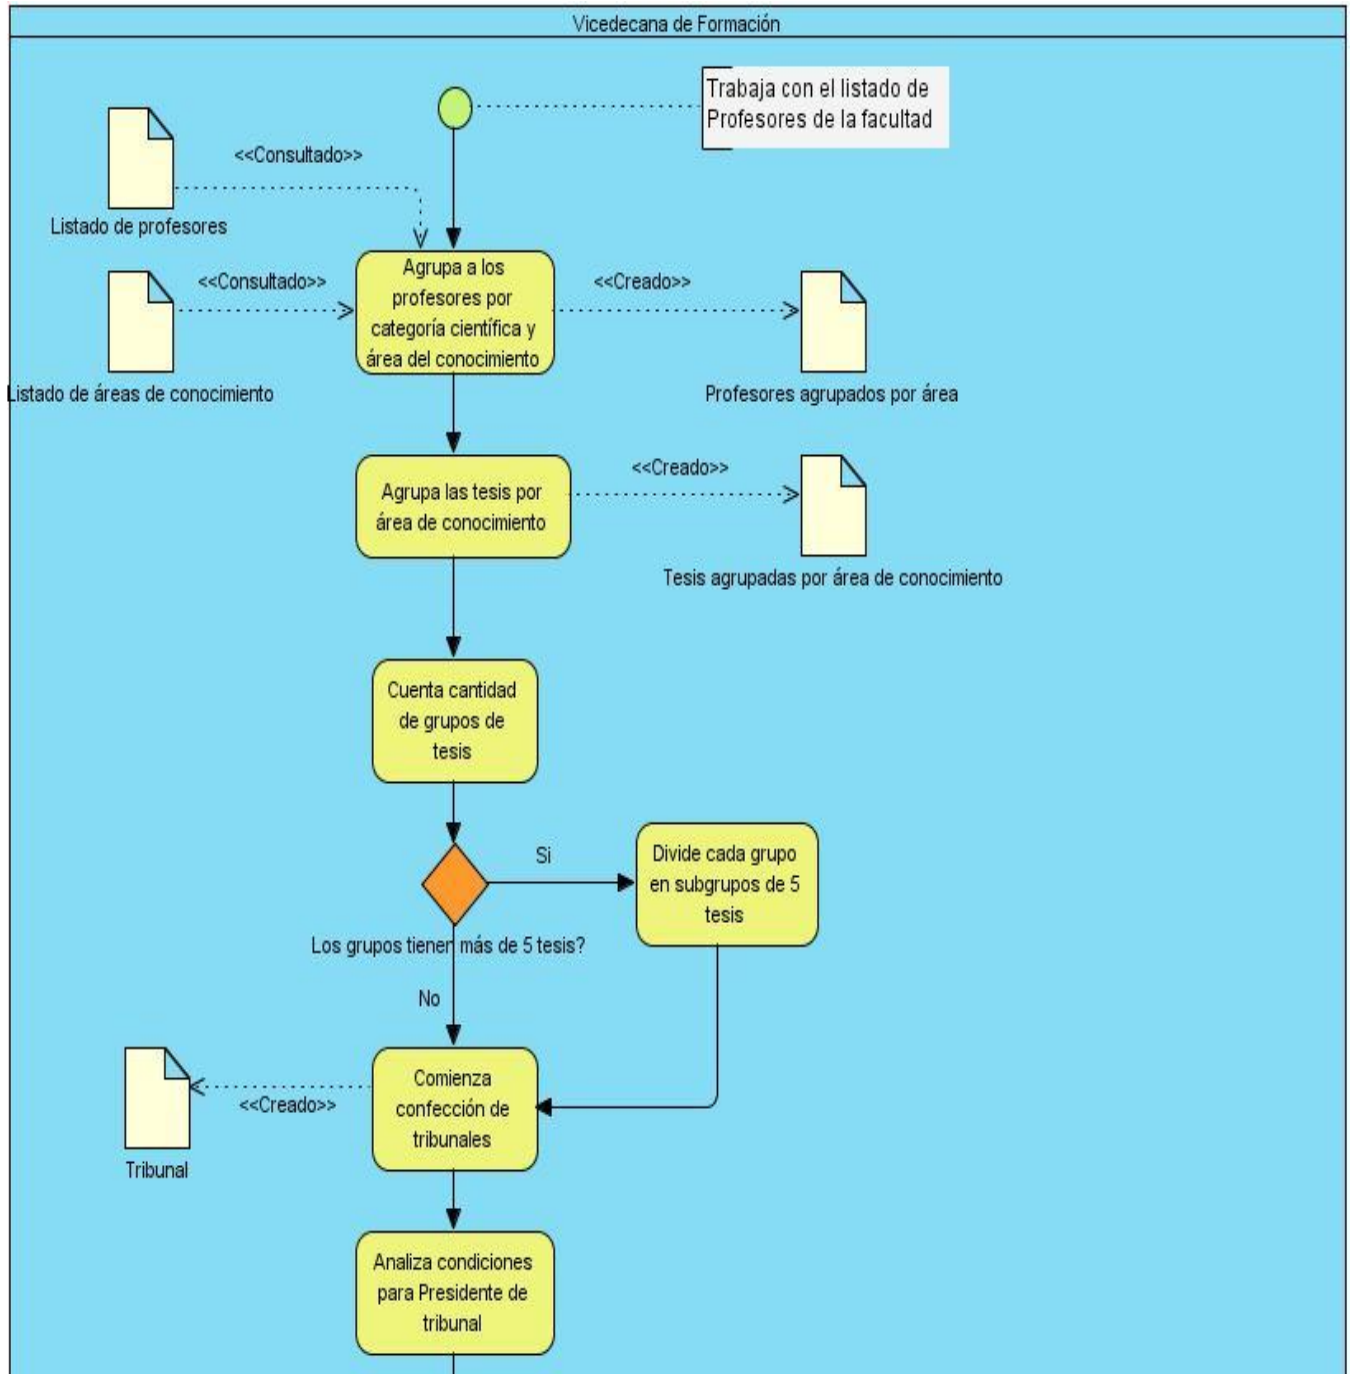 Vicedecana de Formación
Trabaja con el listado de
Profesores de la facultad
<<Consultado>>
Listado de profesores
Agrupa a los
profesores por
categoría científica y
área del conocimiento
<<Consultado>>
<<Creado>>
Listado de áreas de conocimiento
Profesores agrupados por área
Agrupa las tesis por
área de conocimiento
<<Creado>>
Tesis agrupadas por área de conocimiento
Cuenta cantidad
de grupos de
tesis
Si
Divide cada grupo
en subgrupos de 5
tesis
Los grupos tienen más de 5 tesis?
No
Comienza
confección de
tribunales
<<Creado>>
Tribunal
Analiza condiciones
para Presidente de
tribunal